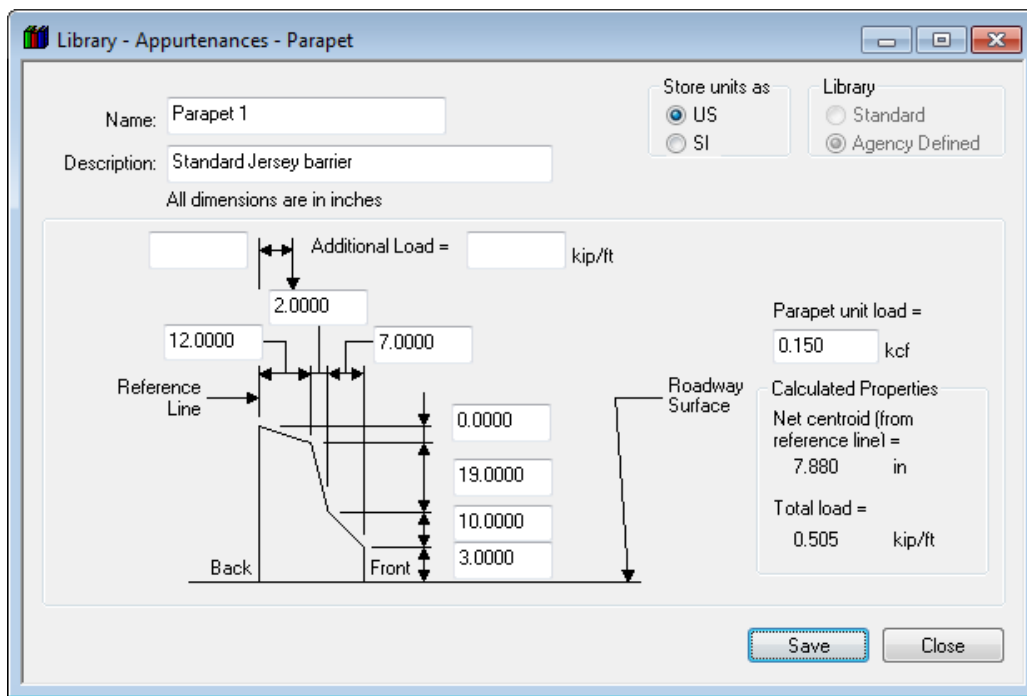 Library - Appurtenances - Parapet
Name: Parapet 1
Description: Standard Jersey barrier
All dimensions are in inches
Store units as
US
SI
Library
Standard
Agency Defined
Additional Load = kip/ft
2.0000
12.0000
7.0000
Reference
Line
Roadway
Surface
0.0000
19.0000
10.0000
3.0000
Back
Front
Parapet unit load =
0.150 kcf
Calculated Properties
Net centroid (from
reference line) =
7.880 in
Total load =
0.505 kip/ft
Save
Close